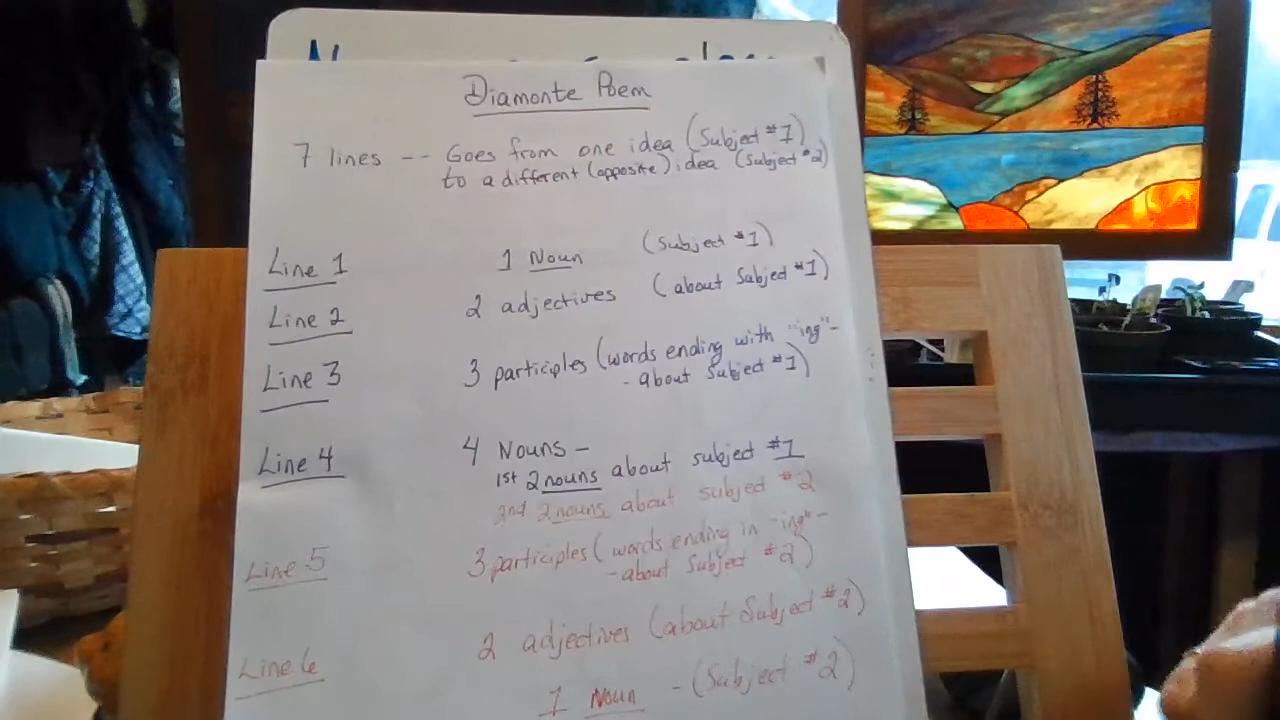 Diamonte Poem
7 lines -- Goes from one idea (Subject #1)
to a different (opposite) idea (Subject #2)
Line 1 1 Noun (Subject #1)
Line 2 2 adjectives (about Subject #1)
Line 3 3 participles (words ending with "ing"-
- about Subject #1)
Line 4 4 Nouns -
1st 2 nouns about subject #1
2nd 2 nouns about subject #2
Line 5 3 participles (words ending in "ing"-
- about Subject #2)
Line 6 2 adjectives (about Subject #2)
1 Noun - (Subject #2)